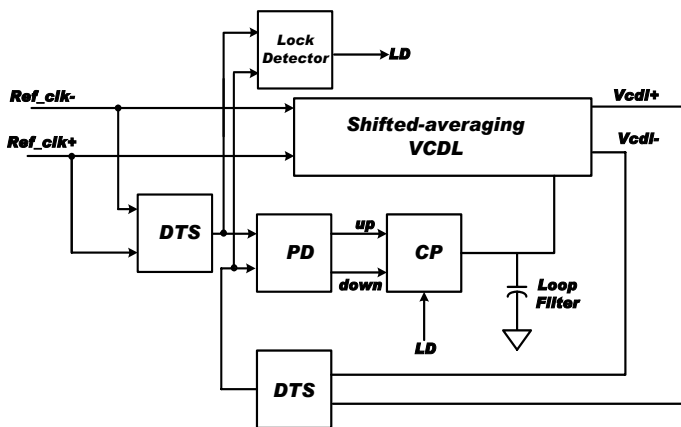 Lock
Detector
LD
Ref_clk-
Vcdl+
Shifted-averaging
VCDL
Vcdl-
Ref_clk+
DTS
PD
up
down
CP
Loop
Filter
LD
DTS